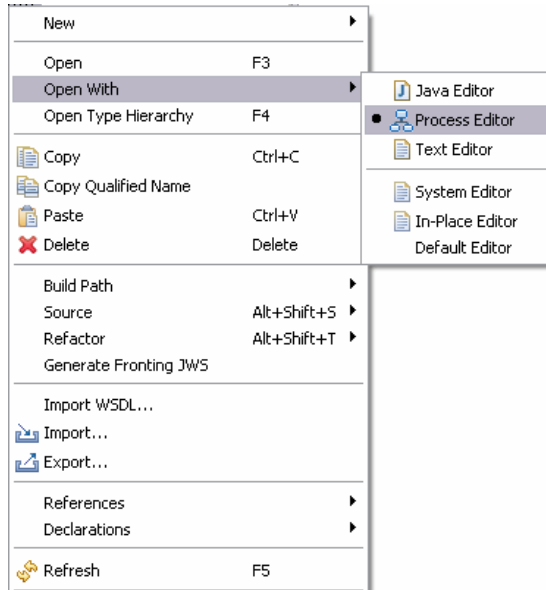 New
Open F3
Open With
Open Type Hierarchy F4
Copy Ctrl+C
Copy Qualified Name
Paste Ctrl+V
Delete Delete
Build Path
Source Alt+Shift+S
Refactor Alt+Shift+T
Generate Fronting JWS
Import WSDL...
Import...
Export...
References
Declarations
Refresh F5
Java Editor
Process Editor
Text Editor
System Editor
In-Place Editor
Default Editor